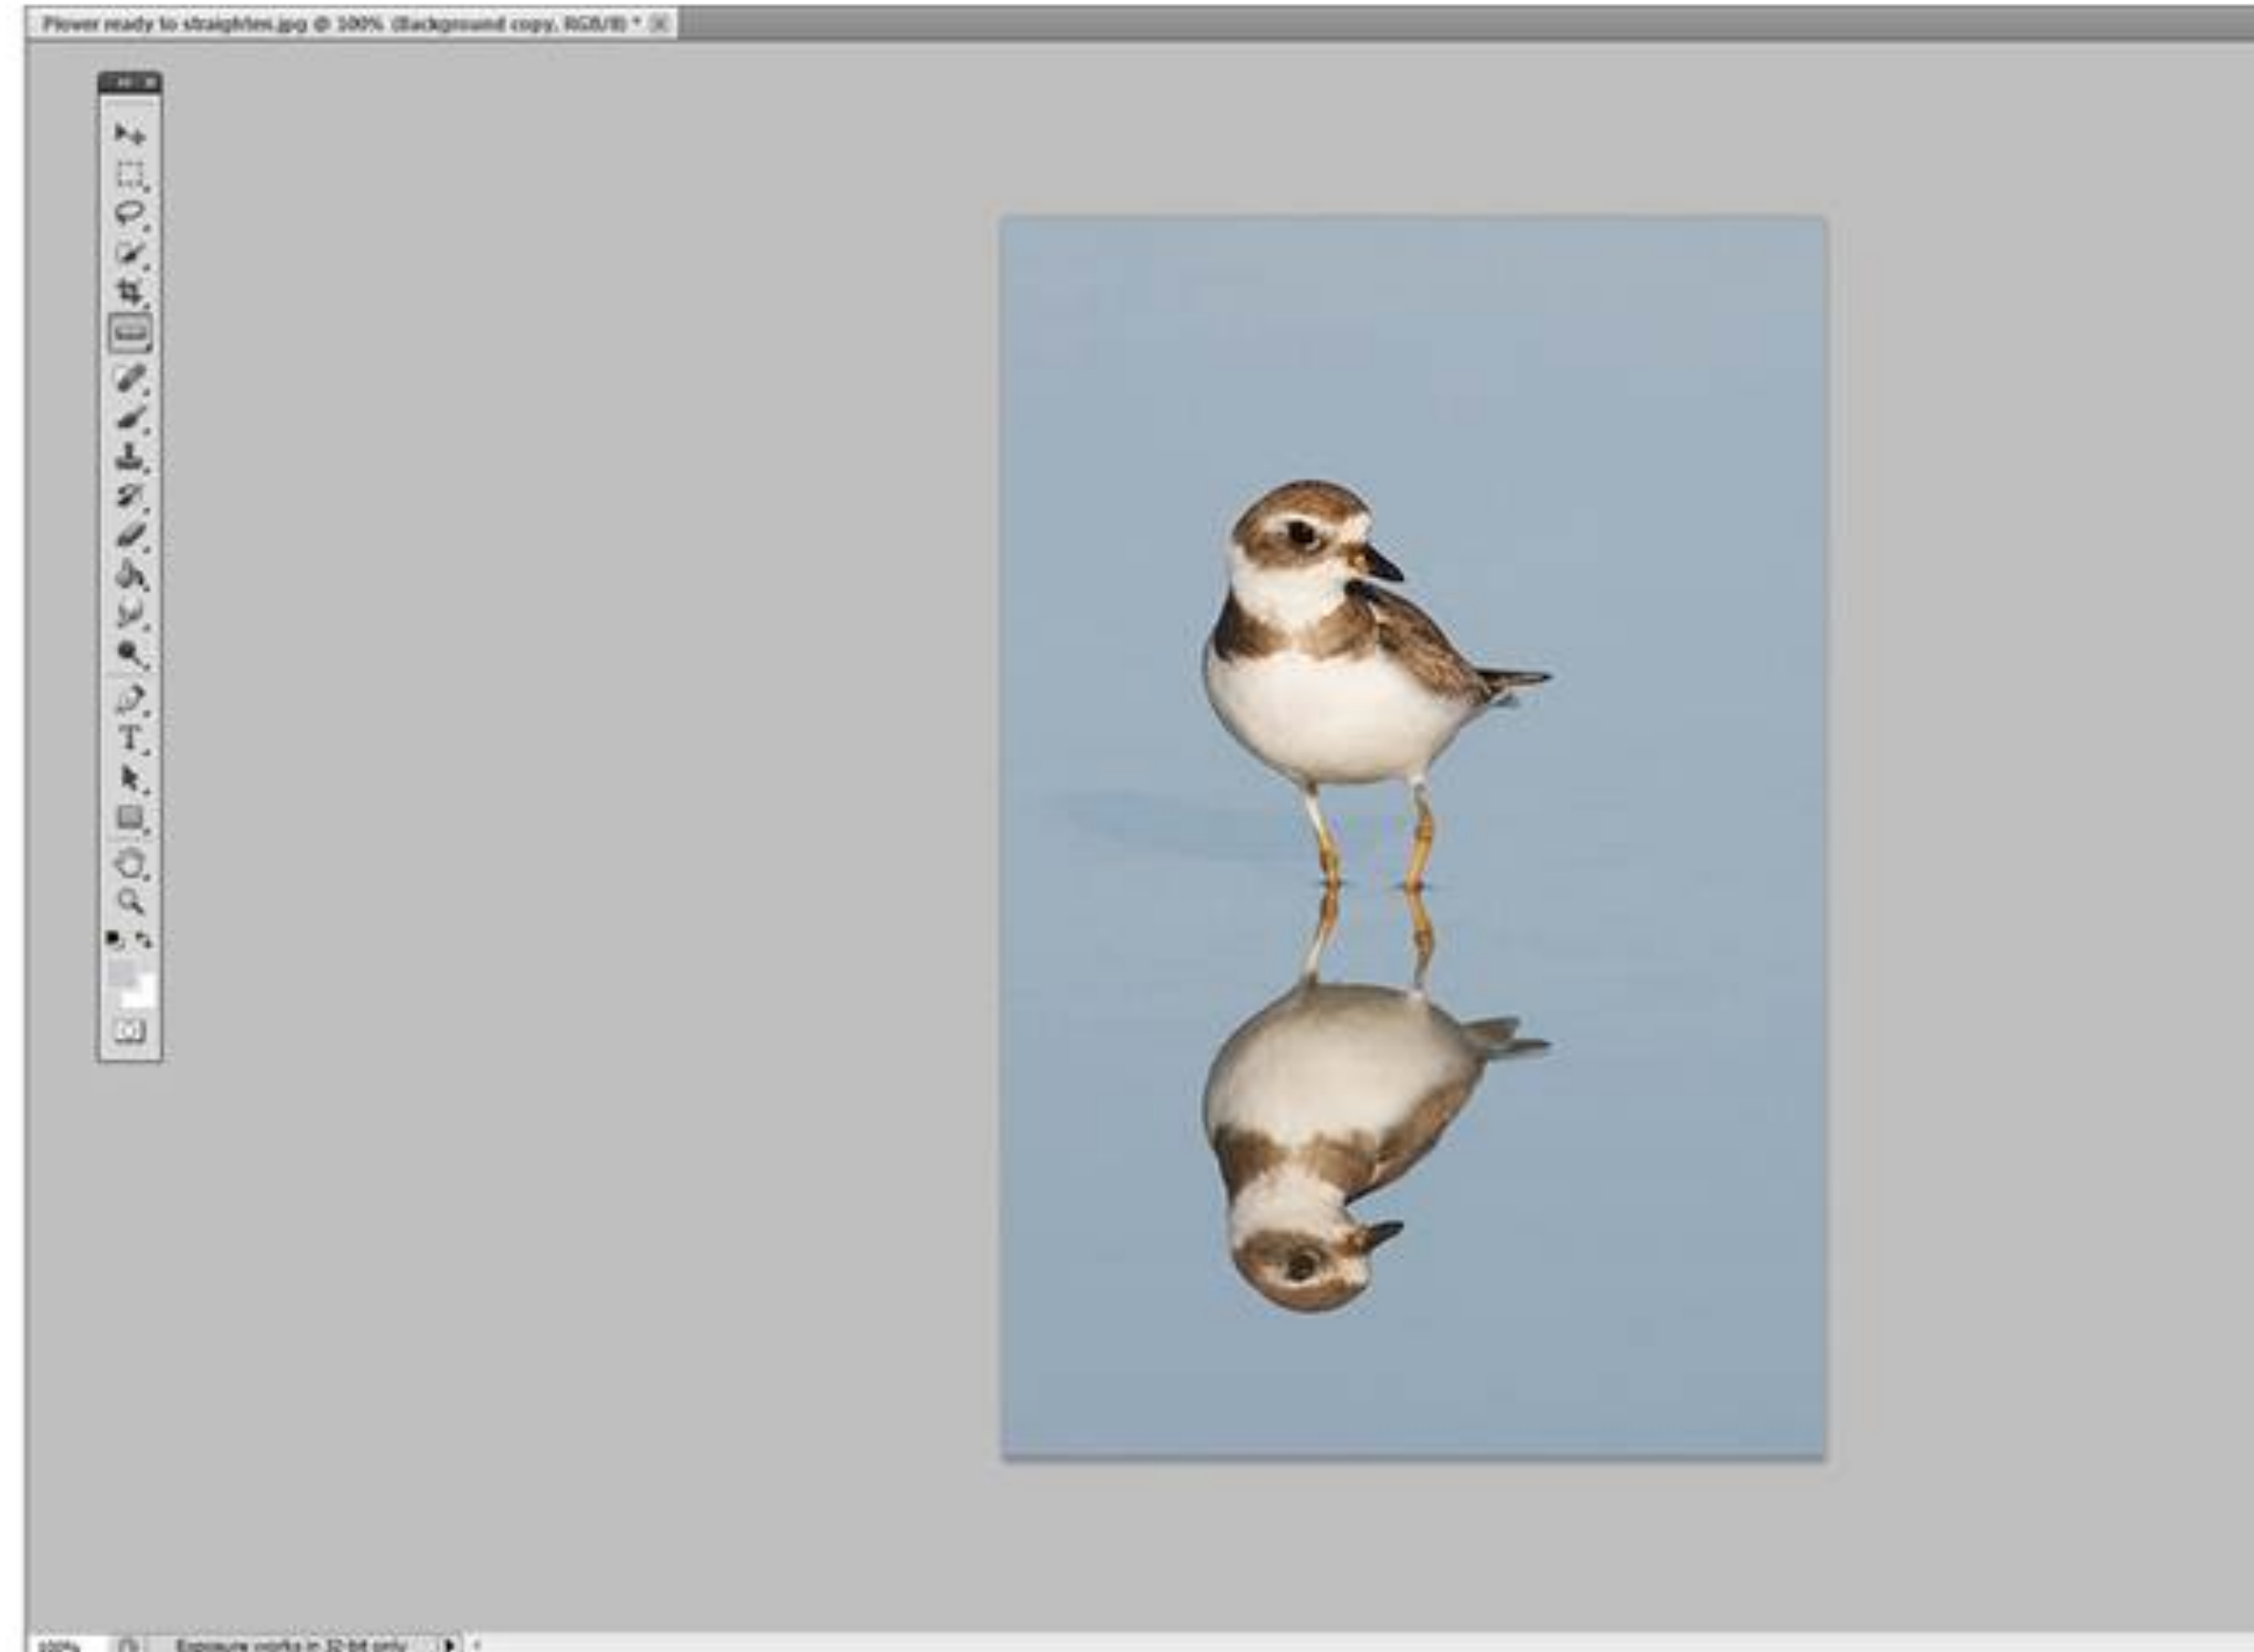 Plover ready to straighten.jpg @ 100% (Background copy, RGB/8) *
100%
Exposure works in 32-bit only